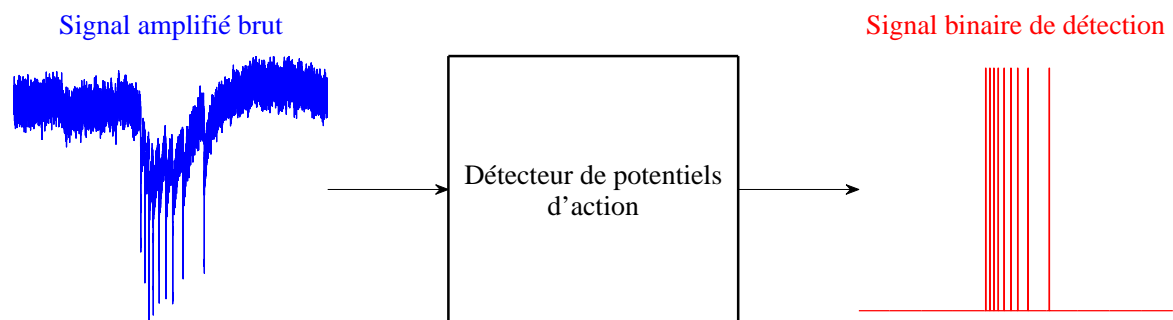 Signal amplifié brut
Signal binaire de détection
Détecteur de potentiels
d’action